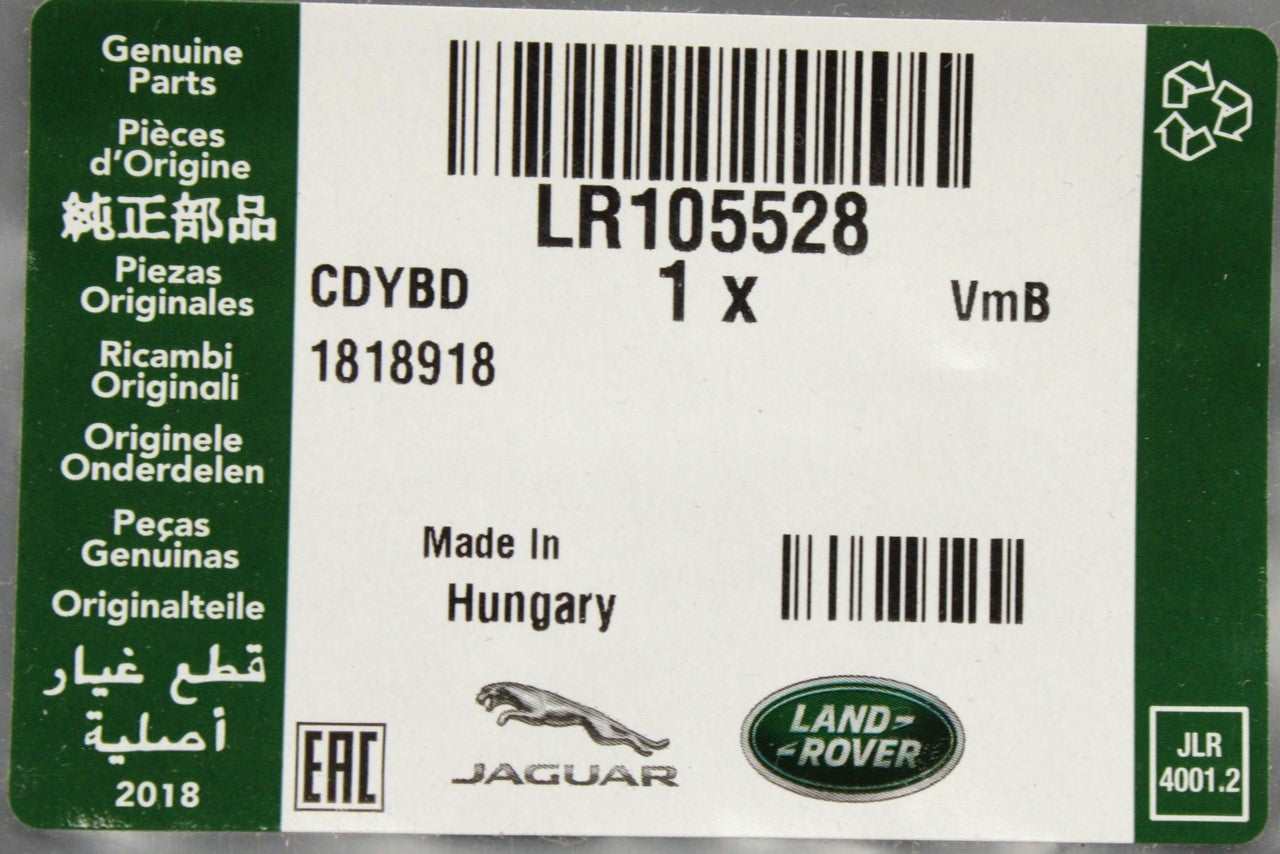 Genuine
Parts
Pièces
d'Origine
純正部品
Piezas
Originales
Ricambi
Originali
Originele
Onderdelen
Peças
Genuinas
Originalteile
قطع غيار
أصلية
2018
LR105528
CDYBD
1 x
VmB
1818918
Made In
Hungary
EAC
JAGUAR
LAND-
-ROVER
JLR
4001.2